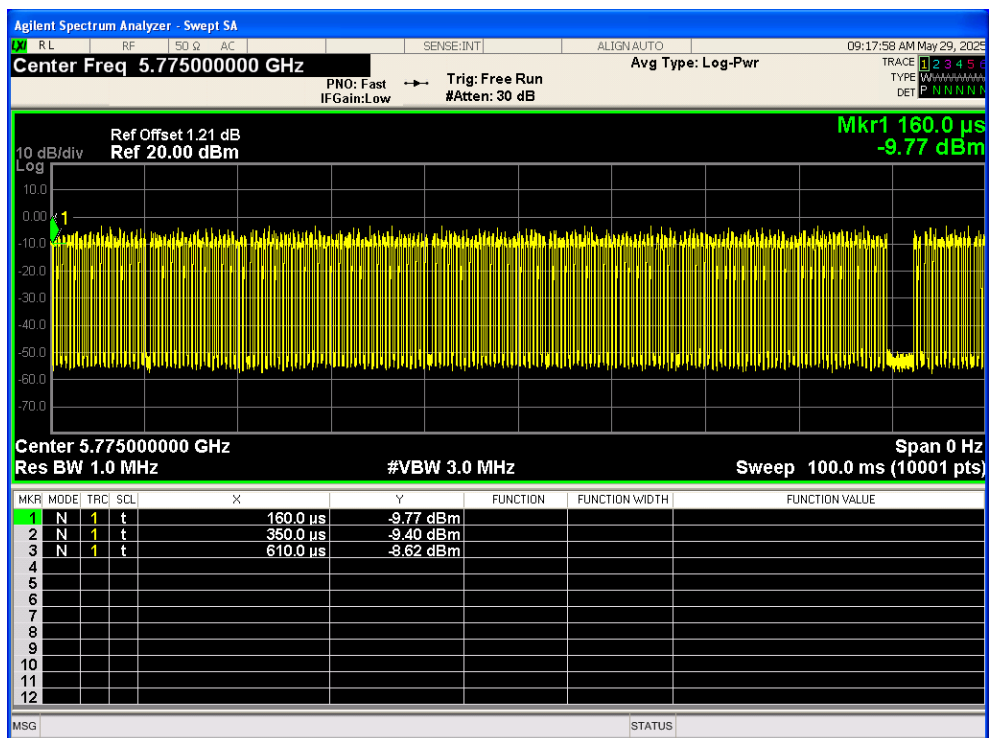 Agilent Spectrum Analyzer - Swept SA
LXI RL RF 50 Ω AC SENSE:INT ALIGN AUTO 09:17:58 AM May 29, 2025
Center Freq 5.775000000 GHz Avg Type: Log-Pwr TRACE 1 2 3 4 5 6
PNO: Fast Trig: Free Run TYPE
IFGain:Low #Atten: 30 dB DET P N N N N N
Mkr1 160.0 µs
Ref Offset 1.21 dB
10 dB/div Ref 20.00 dBm -9.77 dBm
Log
10.0
0.00
1
-10.0
-20.0
-30.0
-40.0
-50.0
-60.0
-70.0
Center 5.775000000 GHz Span 0 Hz
Res BW 1.0 MHz #VBW 3.0 MHz Sweep 100.0 ms (10001 pts)
MKR MODE TRC SCL X Y FUNCTION FUNCTION WIDTH FUNCTION VALUE
1 N 1 t 160.0 µs -9.77 dBm
2 N 1 t 350.0 µs -9.40 dBm
3 N 1 t 610.0 µs -8.62 dBm
4
5
6
7
8
9
10
11
12
MSG STATUS